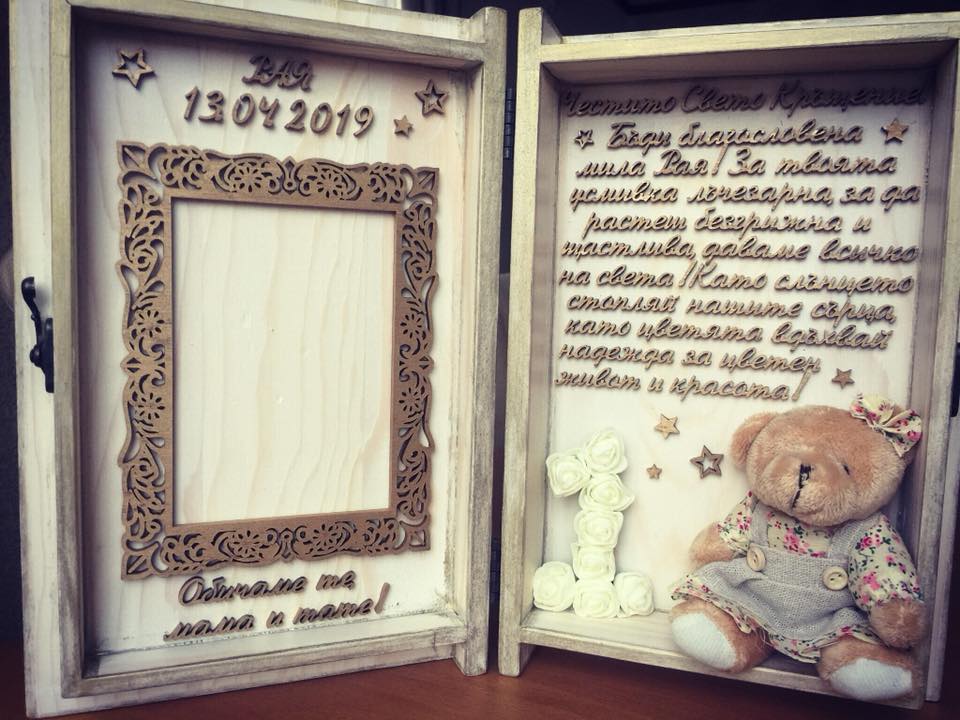 ВАЯ
13.04 2019
Обичаме те,
мама и тате!
Честито Свето Кръщение!
Бъди благословена
мила Вая! За твоята
усмивка лъчезарна, за да
растеш безгрижна и
щастлива, даваме всичко
на света! Като слънцето
стопляй нашите сърца,
като цветята вдъхвай
надежда за цветен
живот и красота!
1